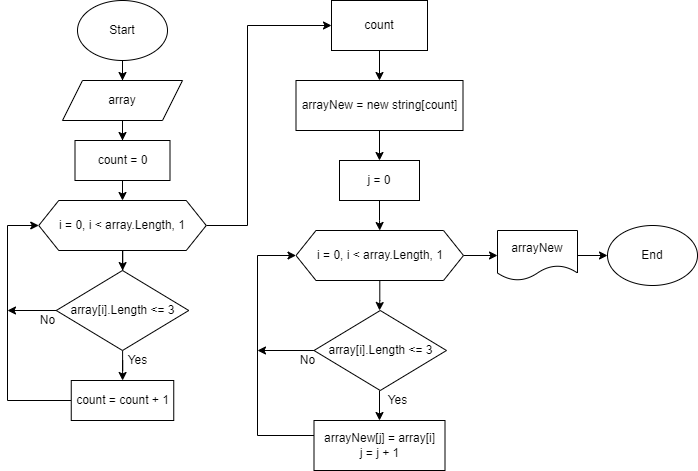 Start
array
count = 0
i = 0, i < array.Length, 1
array[i].Length <= 3
No
Yes
count = count + 1
count
arrayNew = new string[count]
j = 0
i = 0, i < array.Length, 1
array[i].Length <= 3
No
Yes
arrayNew[j] = array[i]
j = j + 1
arrayNew
End